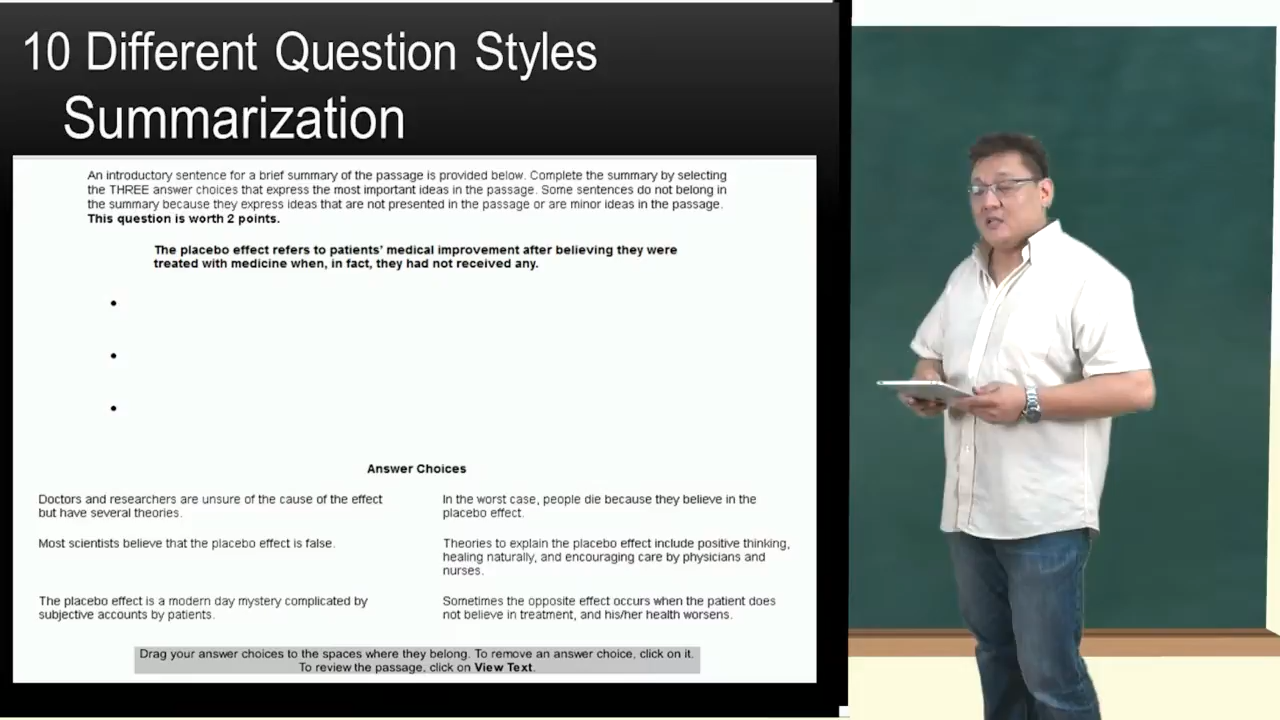 10 Different Question Styles
Summarization
An introductory sentence for a brief summary of the passage is provided below. Complete the summary by selecting
the THREE answer choices that express the most important ideas in the passage. Some sentences do not belong in
the summary because they express ideas that are not presented in the passage or are minor ideas in the passage.
This question is worth 2 points.
The placebo effect refers to patients' medical improvement after believing they were
treated with medicine when, in fact, they had not received any.
•
•
•
Answer Choices
Doctors and researchers are unsure of the cause of the effect
but have several theories.
In the worst case, people die because they believe in the
placebo effect.
Most scientists believe that the placebo effect is false.
Theories to explain the placebo effect include positive thinking,
healing naturally, and encouraging care by physicians and
nurses.
The placebo effect is a modern day mystery complicated by
subjective accounts by patients.
Sometimes the opposite effect occurs when the patient does
not believe in treatment, and his/her health worsens.
Drag your answer choices to the spaces where they belong. To remove an answer choice, click on it.
To review the passage, click on View Text.